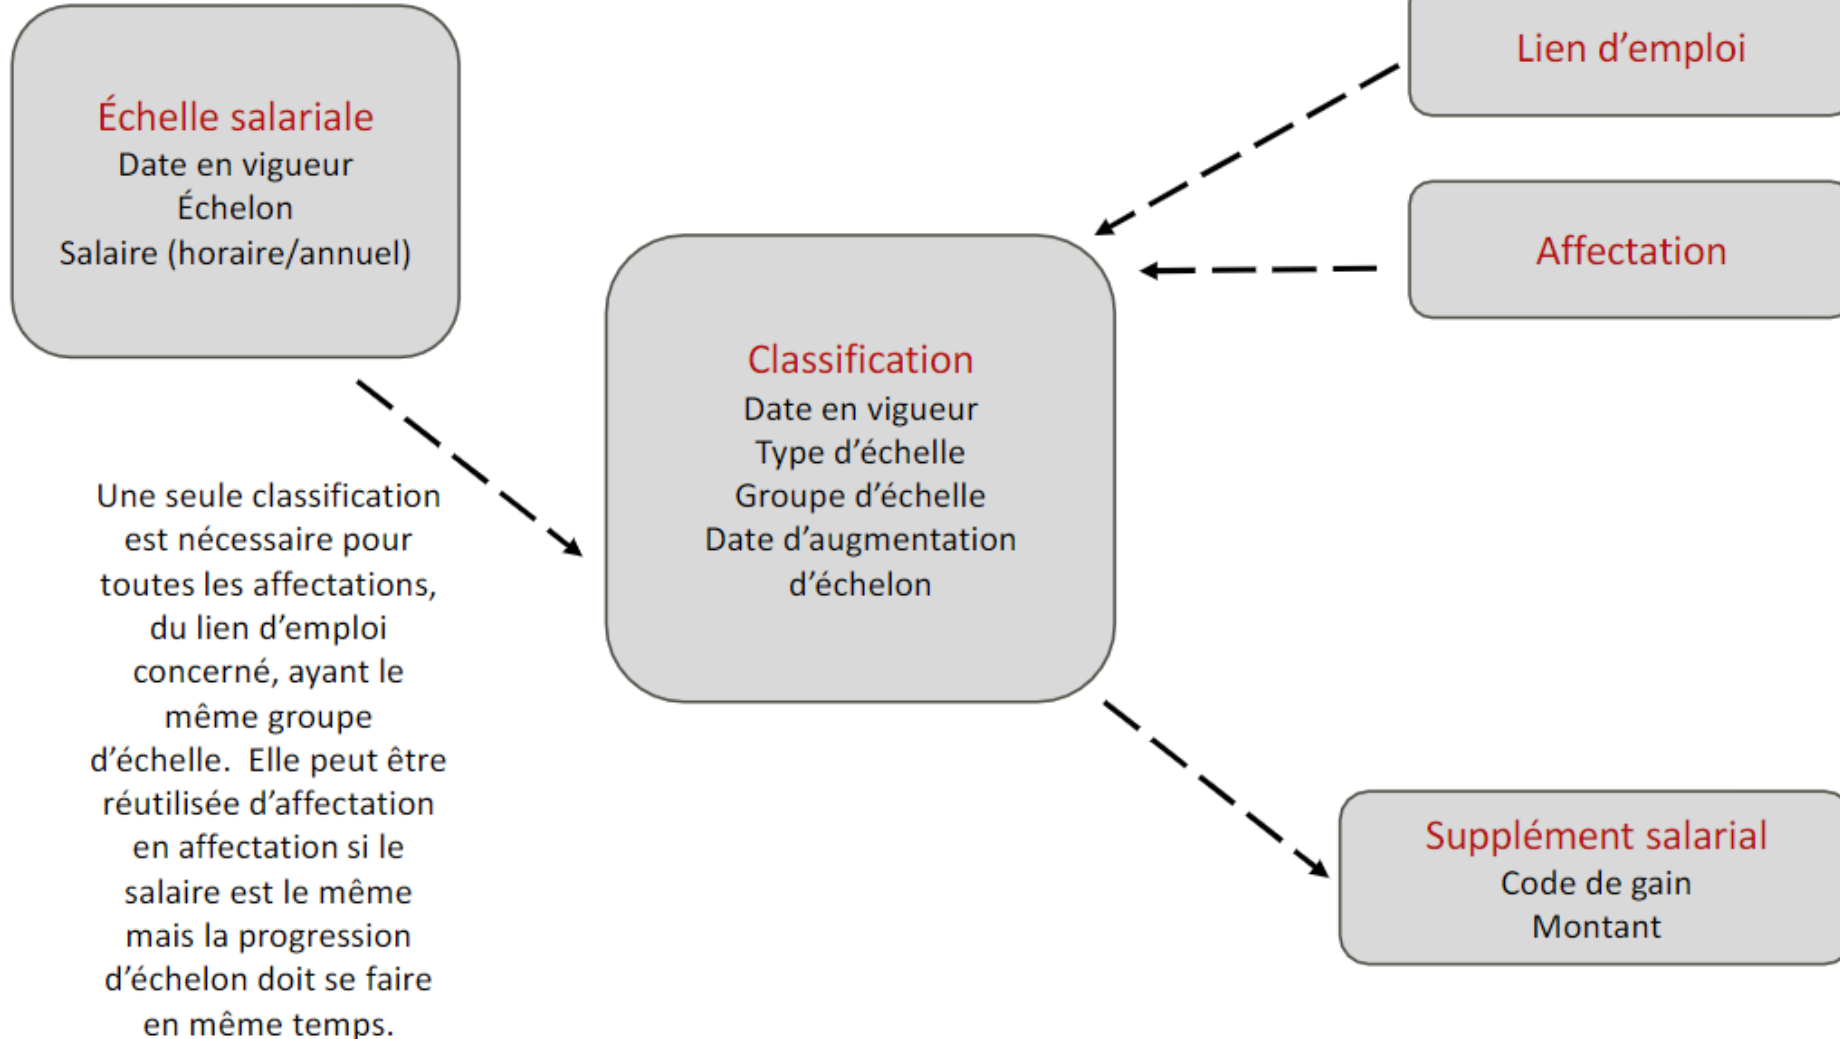 Échelle salariale
Date en vigueur
Échelon
Salaire (horaire/annuel)
Lien d’emploi
Affectation
Classification
Date en vigueur
Type d’échelle
Groupe d’échelle
Date d’augmentation
d’échelon
Une seule classification
est nécessaire pour
toutes les affectations,
du lien d’emploi
concerné, ayant le
même groupe
d’échelle.  Elle peut être
réutilisée d’affectation
en affectation si le
salaire est le même
mais la progression
d’échelon doit se faire
en même temps.
Supplément salarial
Code de gain
Montant